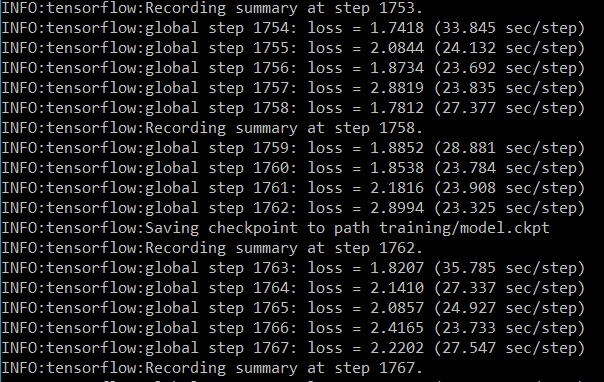 INFO:tensorflow:Recording summary at step 1753.
INFO:tensorflow:global step 1754: loss = 1.7418 (33.845 sec/step)
INFO:tensorflow:global step 1755: loss = 2.0844 (24.132 sec/step)
INFO:tensorflow:global step 1756: loss = 1.8734 (23.692 sec/step)
INFO:tensorflow:global step 1757: loss = 2.8819 (23.835 sec/step)
INFO:tensorflow:global step 1758: loss = 1.7812 (27.377 sec/step)
INFO:tensorflow:Recording summary at step 1758.
INFO:tensorflow:global step 1759: loss = 1.8852 (28.881 sec/step)
INFO:tensorflow:global step 1760: loss = 1.8538 (23.784 sec/step)
INFO:tensorflow:global step 1761: loss = 2.1816 (23.908 sec/step)
INFO:tensorflow:global step 1762: loss = 2.8994 (23.325 sec/step)
INFO:tensorflow:Saving checkpoint to path training/model.ckpt
INFO:tensorflow:Recording summary at step 1762.
INFO:tensorflow:global step 1763: loss = 1.8207 (35.785 sec/step)
INFO:tensorflow:global step 1764: loss = 2.1410 (27.337 sec/step)
INFO:tensorflow:global step 1765: loss = 2.0857 (24.927 sec/step)
INFO:tensorflow:global step 1766: loss = 2.4165 (23.733 sec/step)
INFO:tensorflow:global step 1767: loss = 2.2202 (27.547 sec/step)
INFO:tensorflow:Recording summary at step 1767.